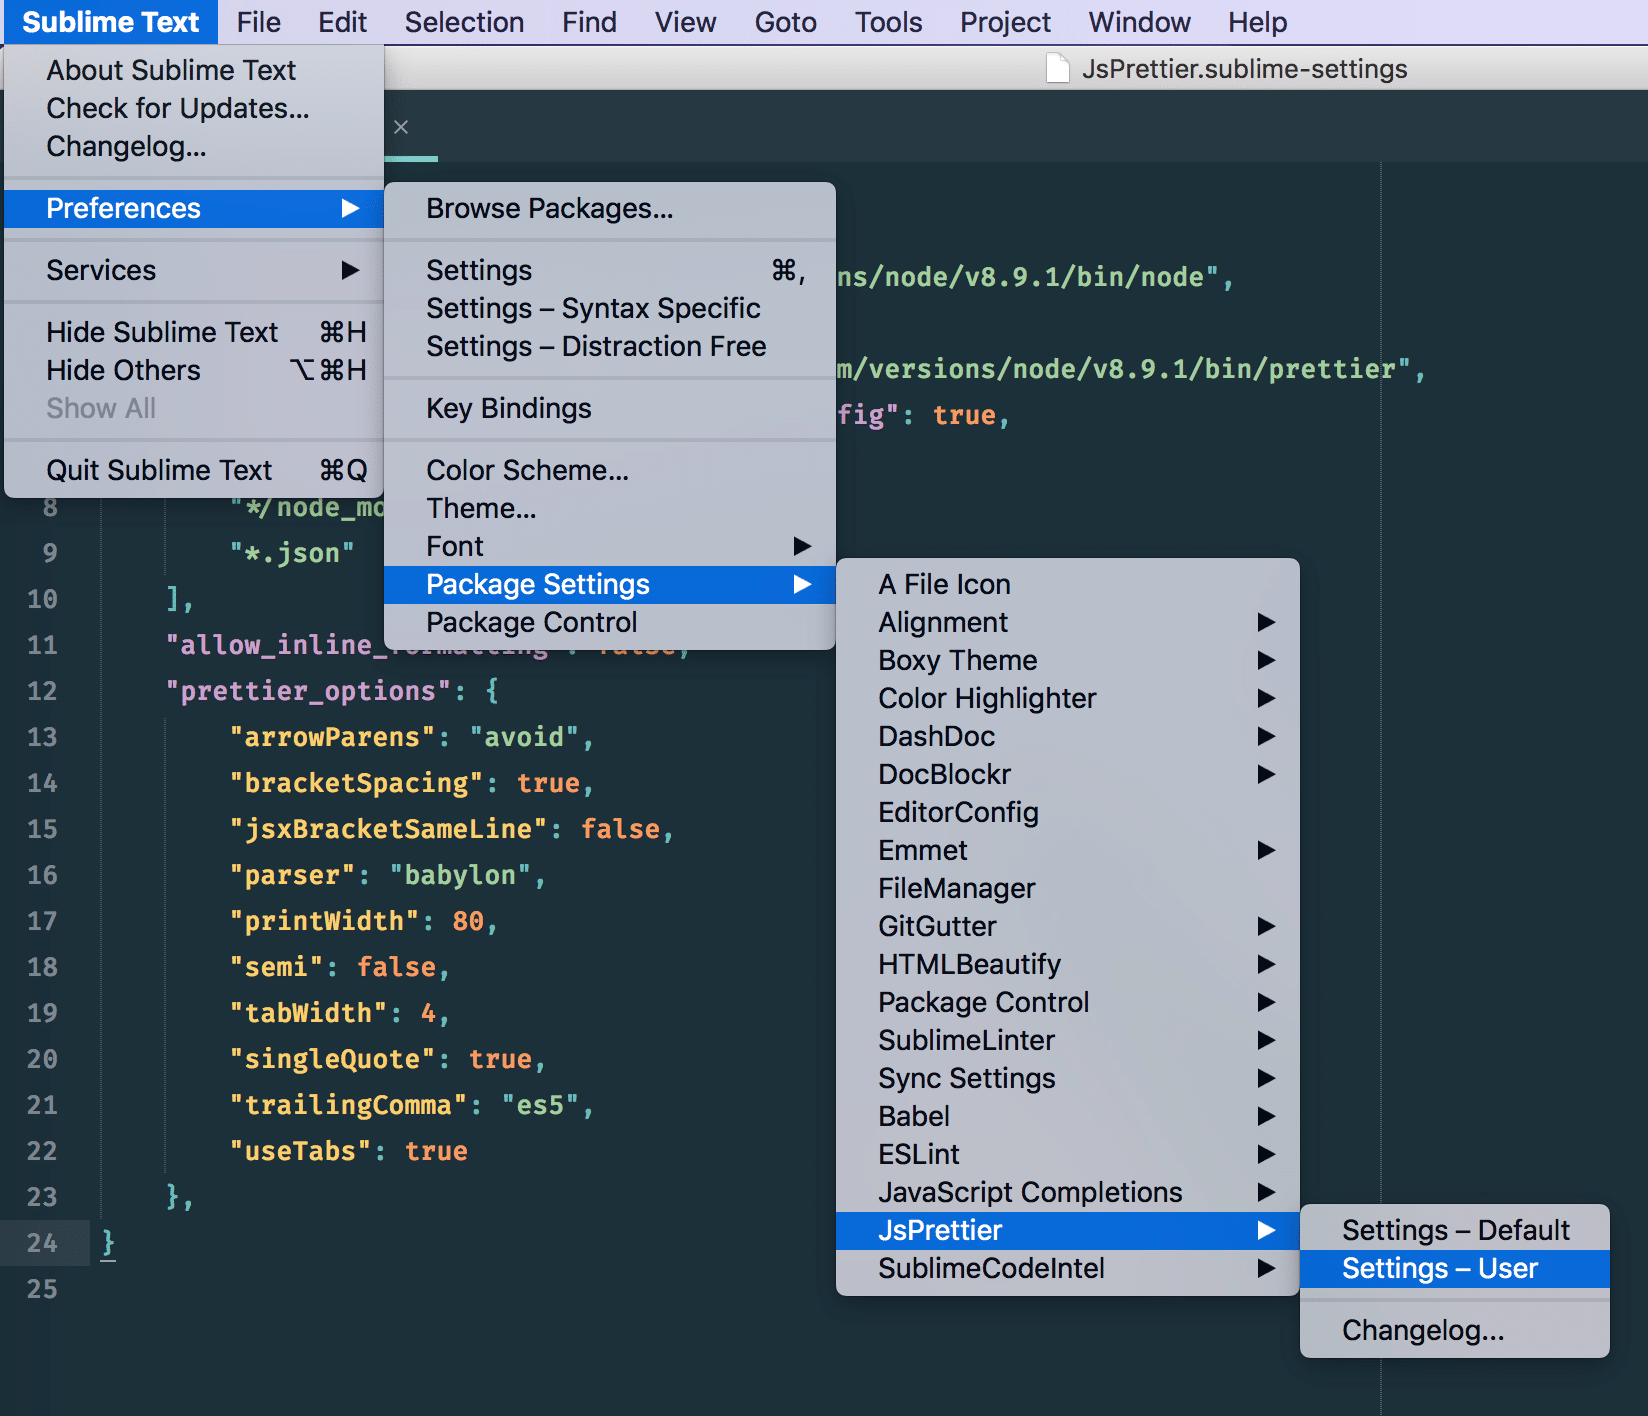 Sublime Text File Edit Selection Find View Goto Tools Project Window Help
JsPrettier.sublime-settings
About Sublime Text
Check for Updates...
Changelog...
Preferences
Services
Hide Sublime Text ⌘H
Hide Others ⌥⌘H
Show All
Quit Sublime Text ⌘Q
Browse Packages...
Settings ⌘,
Settings – Syntax Specific
Settings – Distraction Free
Key Bindings
Color Scheme...
Theme...
Font
Package Settings
Package Control
A File Icon
Alignment
Boxy Theme
Color Highlighter
DashDoc
DocBlockr
EditorConfig
Emmet
FileManager
GitGutter
HTMLBeautify
Package Control
SublimeLinter
Sync Settings
Babel
ESLint
JavaScript Completions
JsPrettier
SublimeCodeIntel
Settings – Default
Settings – User
Changelog...
ns/node/v8.9.1/bin/node",
m/versions/node/v8.9.1/bin/prettier",
fig": true,
8 "*/node_mo
9 "*.json"
10 ],
11 "allow_inline_formatting": false,
12 "prettier_options": {
13 "arrowParens": "avoid",
14 "bracketSpacing": true,
15 "jsxBracketSameLine": false,
16 "parser": "babylon",
17 "printWidth": 80,
18 "semi": false,
19 "tabWidth": 4,
20 "singleQuote": true,
21 "trailingComma": "es5",
22 "useTabs": true
23 },
24 }
25